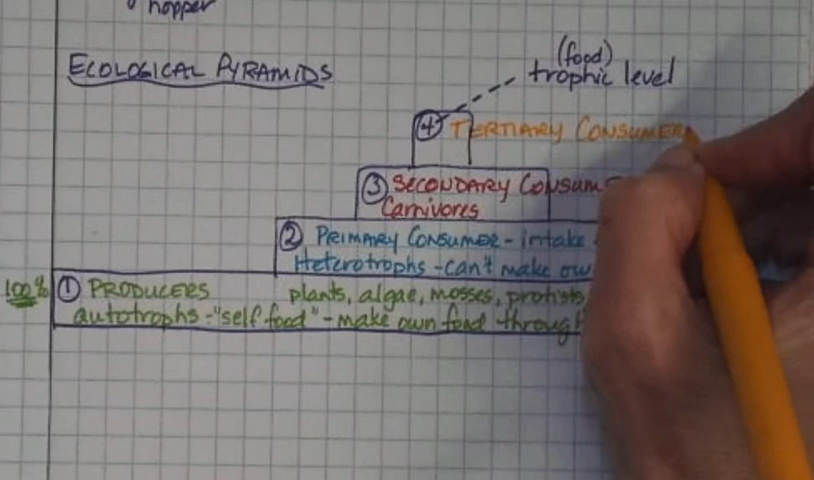 hopper
ECOLOGICAL PYRAMIDS
(food)
trophic level
4 TERTIARY CONSUMER
3 SECONDARY CONSUM
Carnivores
2 PRIMARY CONSUMER - intake
Heterotrophs - can't make ow
100% 1 PRODUCERS plants, algae, mosses, protists,
autotrophs - "self food" - make own food through